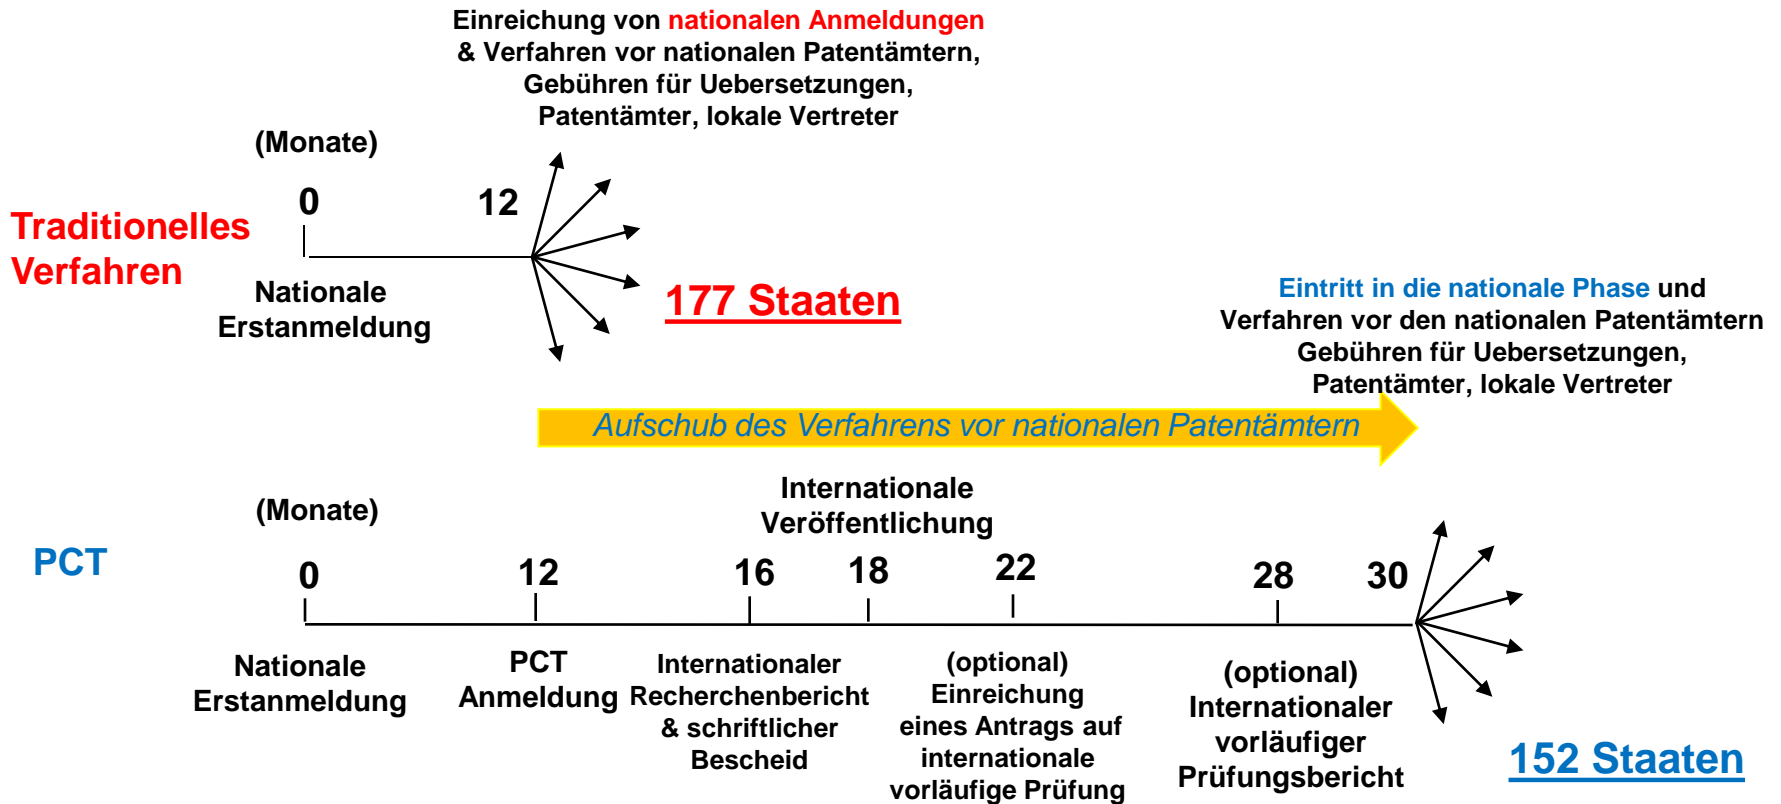 Einreichung von nationalen Anmeldungen
& Verfahren vor nationalen Patentämtern,
Gebühren für Uebersetzungen,
Patentämter, lokale Vertreter
(Monate)
0
12
Traditionelles
Verfahren
Nationale
Erstanmeldung
177 Staaten
Eintritt in die nationale Phase und
Verfahren vor den nationalen Patentämtern
Gebühren für Uebersetzungen,
Patentämter, lokale Vertreter
Aufschub des Verfahrens vor nationalen Patentämtern
Internationale
Veröffentlichung
(Monate)
PCT
0
12
16
18
22
28
30
Nationale
Erstanmeldung
PCT
Anmeldung
Internationaler
Recherchenbericht
& schriftlicher
Bescheid
(optional)
Einreichung
eines Antrags auf
internationale
vorläufige Prüfung
(optional)
Internationaler
vorläufiger
Prüfungsbericht
152 Staaten